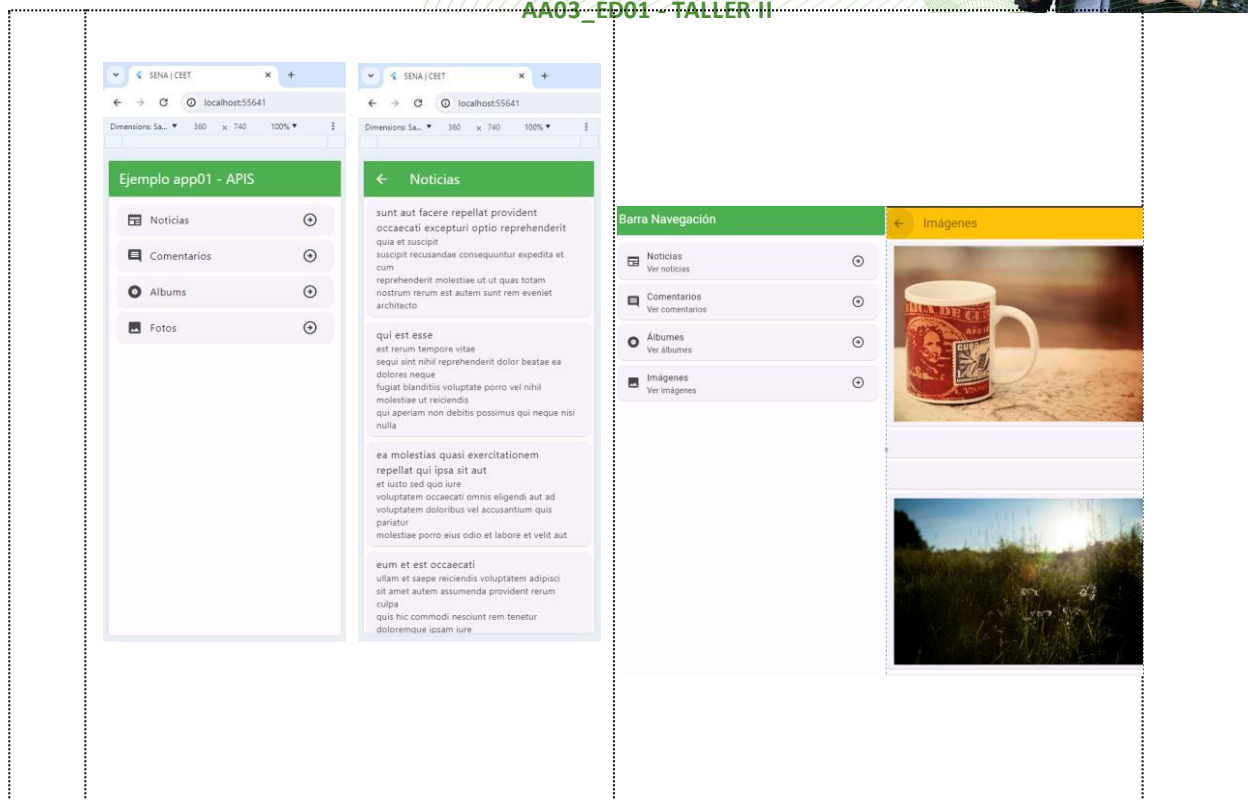 AA03_ED01 - TALLER II
SENA | CEET
localhost:55641
Dimensions: Sa... 360 x 740 100%
Ejemplo app01 - APIS
Noticias
Comentarios
Albums
Fotos
SENA | CEET
localhost:55641
Dimensions: Sa... 360 x 740 100%
Noticias
sunt aut facere repellat provident
occaecati excepturi optio reprehenderit
quia et suscipit
suscipit recusandae consequuntur expedita et
cum
reprehenderit molestiae ut ut quas totam
nostrum rerum est autem sunt rem eveniet
architecto
qui est esse
est rerum tempore vitae
sequi sint nihil reprehenderit dolor beatae ea
dolores neque
fugiat blanditiis voluptate porro vel nihil
molestiae ut reiciendis
qui aperiam non debitis possimus qui neque nisi
nulla
ea molestias quasi exercitationem
repellat qui ipsa sit aut
et iusto sed quo iure
voluptatem occaecati omnis eligendi aut ad
voluptatem doloribus vel accusantium quis
pariatur
molestiae porro eius odio et labore et velit aut
eum et est occaecati
ullam et saepe reiciendis voluptatem adipisci
sit amet autem assumenda provident rerum
culpa
quis hic commodi nesciunt rem tenetur
doloremque ipsam iure
Barra Navegación
Noticias
Ver noticias
Comentarios
Ver comentarios
Álbumes
Ver álbumes
Imágenes
Ver imágenes
Imágenes